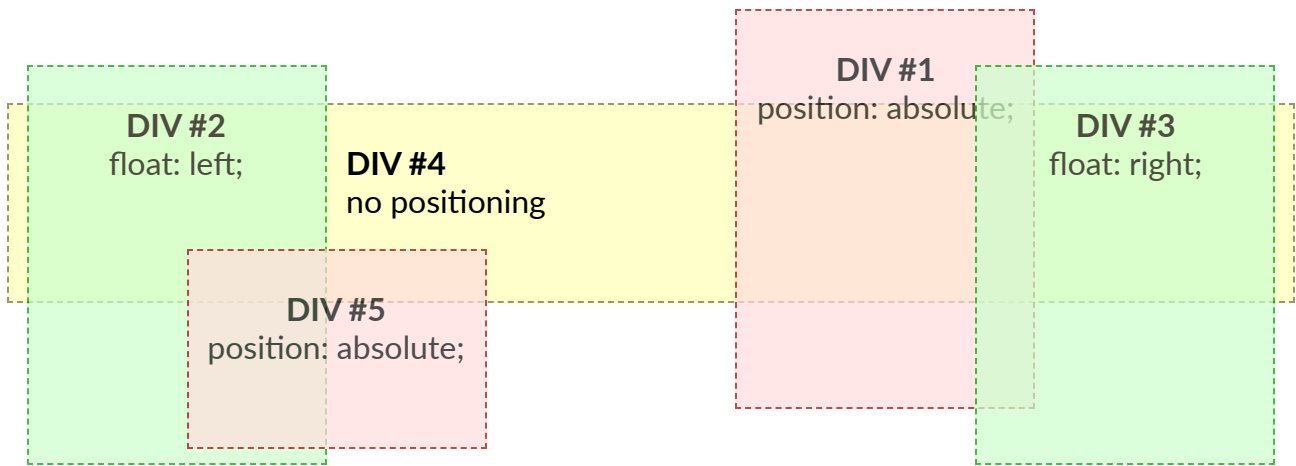 DIV #1
position: absolute;
DIV #2
float: left;
DIV #3
float: right;
DIV #4
no positioning
DIV #5
position: absolute;